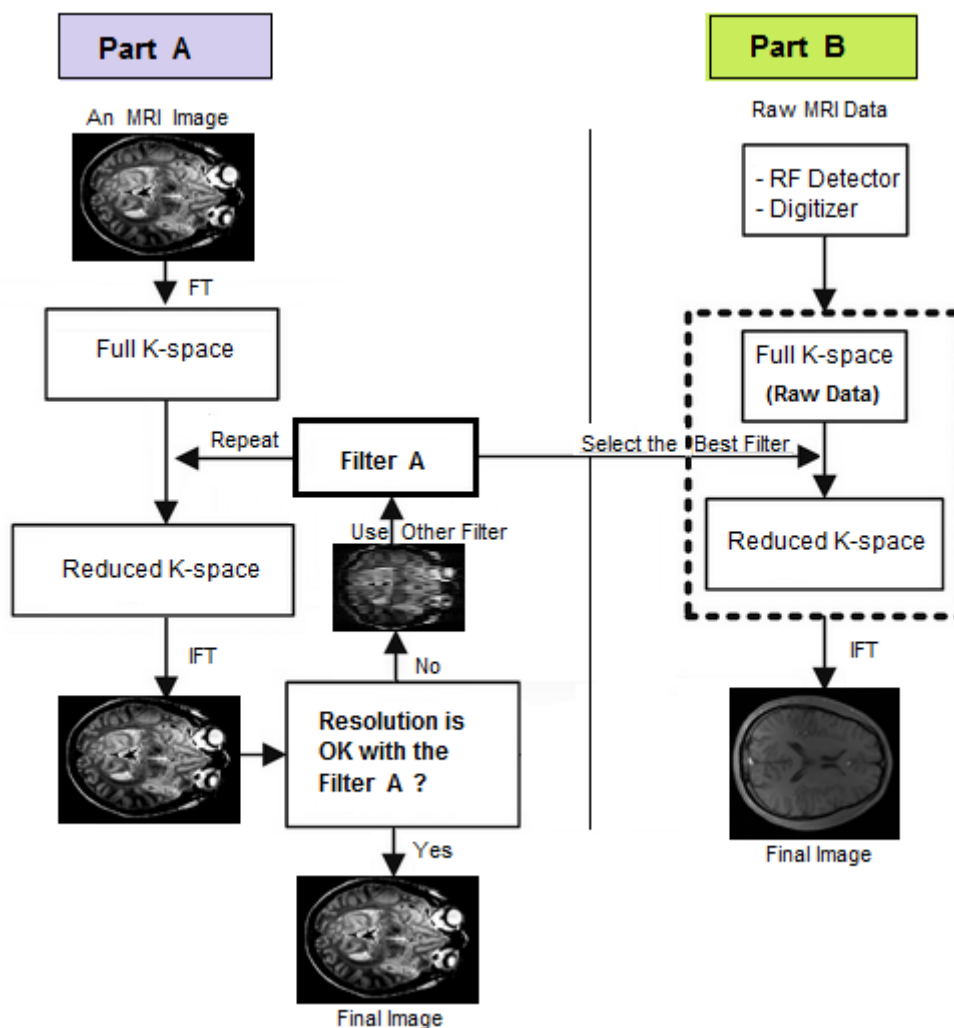 Part A
An MRI Image
FT
Full K-space
Repeat
Filter A
Use Other Filter
Reduced K-space
IFT
No
Resolution is
OK with the
Filter A ?
Yes
Final Image
Part B
Raw MRI Data
- RF Detector
- Digitizer
Full K-space
(Raw Data)
Select the Best Filter
Reduced K-space
IFT
Final Image